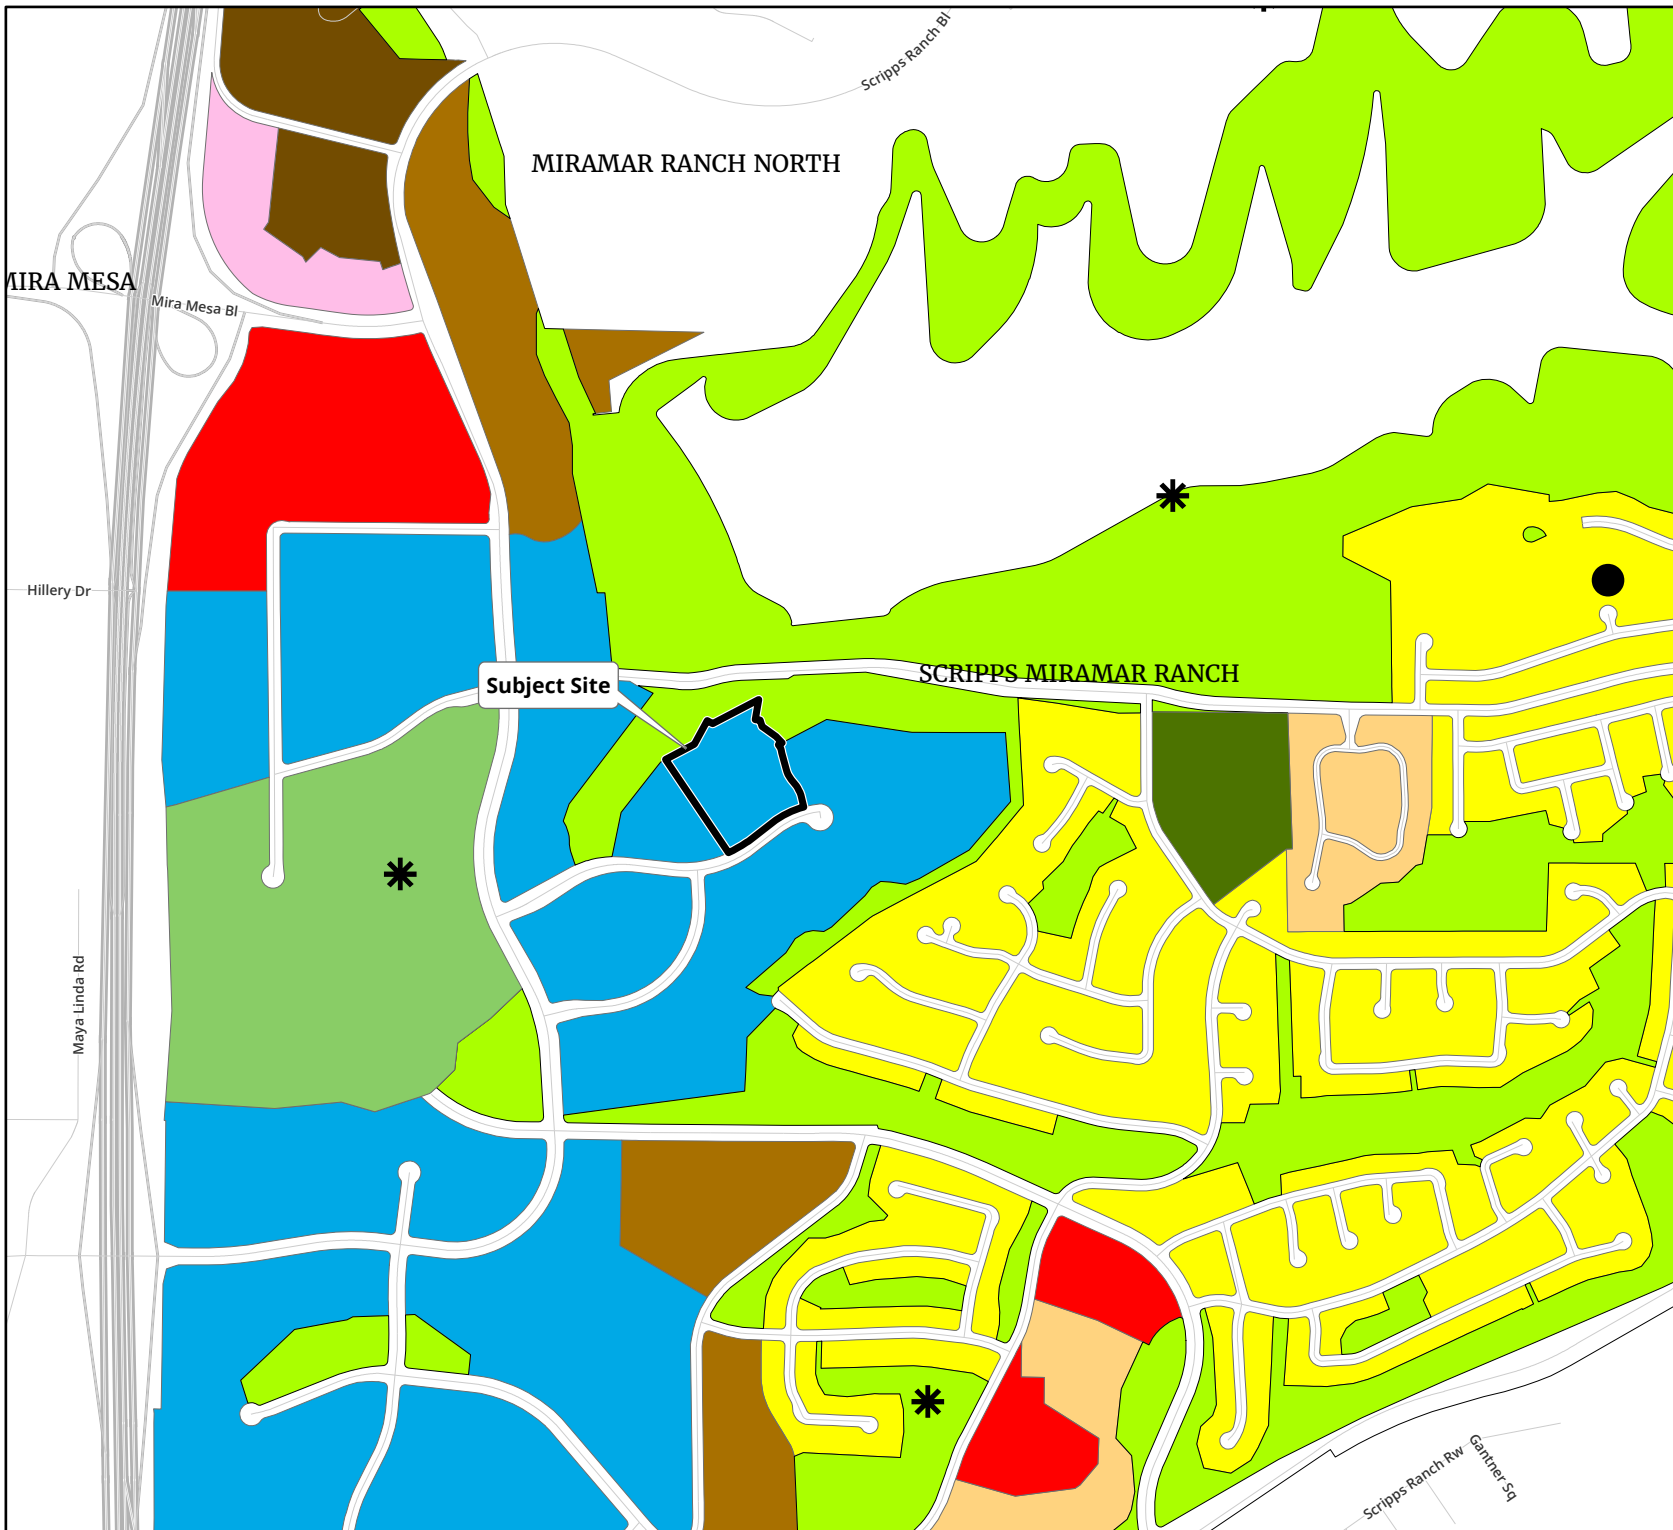 Scripps Ranch Bl
MIRAMAR RANCH NORTH
MIRA MESA
Mira Mesa Bl
Hillery Dr
SCRIPPS MIRAMAR RANCH
Subject Site
Maya Linda Rd
Scripps Ranch Rw
Gantner Sq